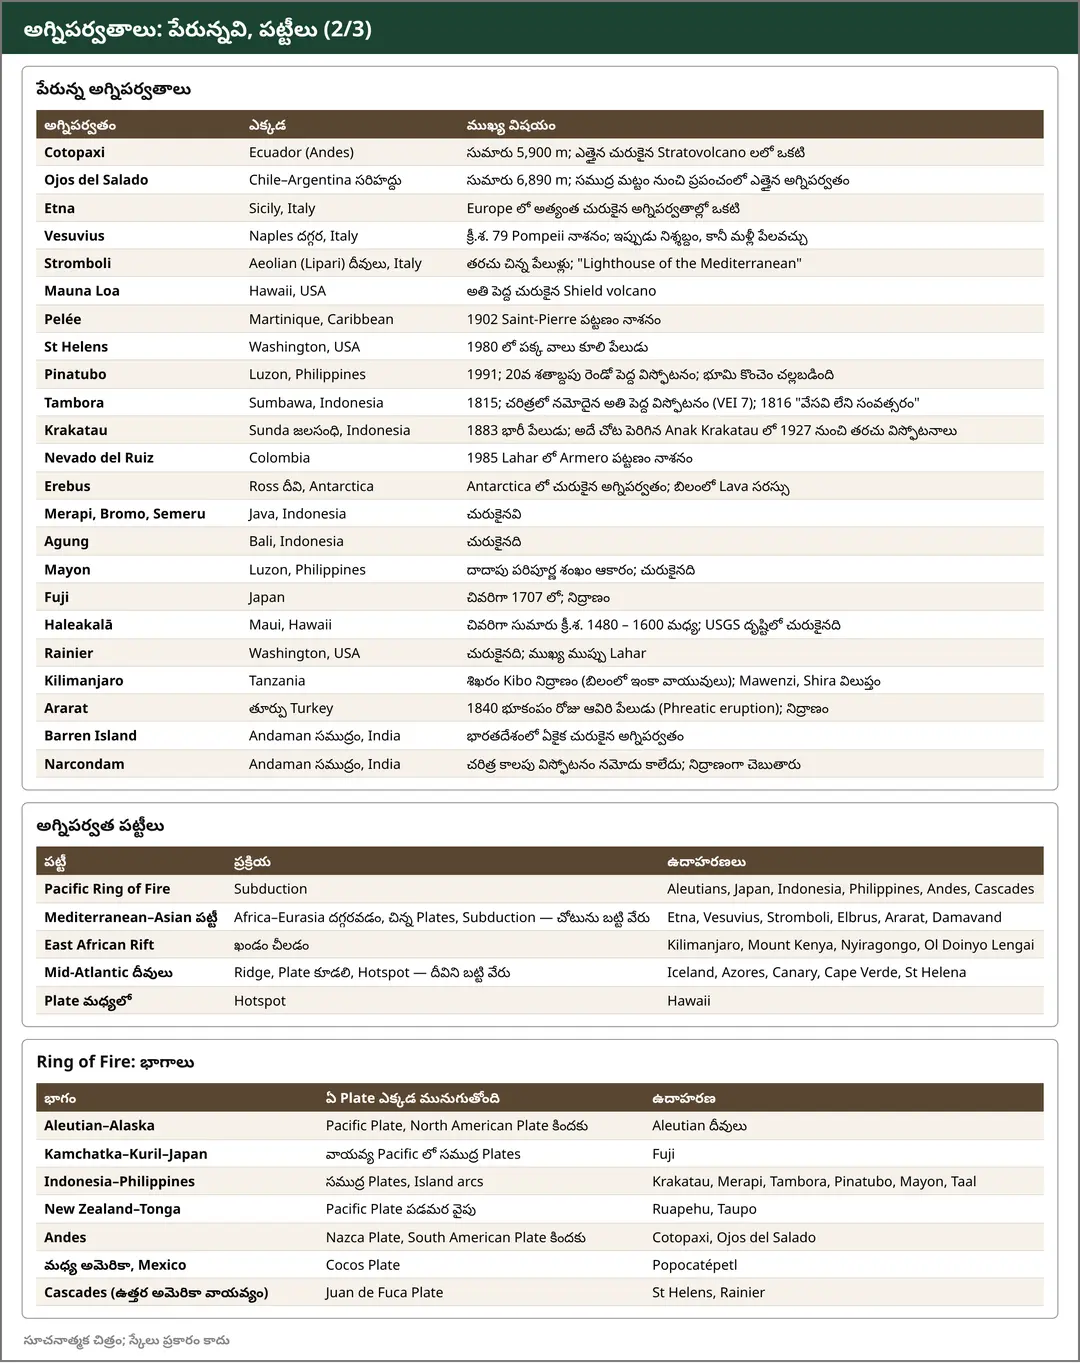 అగ్నిపర్వతాలు: పేరున్నవి, పట్టీలు (2/3)
పేరున్న అగ్నిపర్వతాలు
అగ్నిపర్వతం ఎక్కడ ముఖ్య విషయం
Cotopaxi Ecuador (Andes) సుమారు 5,900 m; ఎత్తైన చురుకైన Stratovolcano లలో ఒకటి
Ojos del Salado Chile–Argentina సరిహద్దు సుమారు 6,890 m; సముద్ర మట్టం నుంచి ప్రపంచంలో ఎత్తైన అగ్నిపర్వతం
Etna Sicily, Italy Europe లో అత్యంత చురుకైన అగ్నిపర్వతాల్లో ఒకటి
Vesuvius Naples దగ్గర, Italy క్రీ.శ. 79 Pompeii నాశనం; ఇప్పుడు నిశ్శబ్దం, కానీ మళ్లీ పేలవచ్చు
Stromboli Aeolian (Lipari) దీవులు, Italy తరచు చిన్న పేలుళ్లు; "Lighthouse of the Mediterranean"
Mauna Loa Hawaii, USA అతి పెద్ద చురుకైన Shield volcano
Pelée Martinique, Caribbean 1902 Saint-Pierre పట్టణం నాశనం
St Helens Washington, USA 1980 లో పక్క వాలు కూలి పేలుడు
Pinatubo Luzon, Philippines 1991; 20వ శతాబ్దపు రెండో పెద్ద విస్ఫోటనం; భూమి కొంచెం చల్లబడింది
Tambora Sumbawa, Indonesia 1815; చరిత్రలో నమోదైన అతి పెద్ద విస్ఫోటనం (VEI 7); 1816 "వేసవి లేని సంవత్సరం"
Krakatau Sunda జలసంధి, Indonesia 1883 భారీ పేలుడు; అదే చోట పెరిగిన Anak Krakatau లో 1927 నుంచి తరచు విస్ఫోటనాలు
Nevado del Ruiz Colombia 1985 Lahar లో Armero పట్టణం నాశనం
Erebus Ross దీవి, Antarctica Antarctica లో చురుకైన అగ్నిపర్వతం; బిలంలో Lava సరస్సు
Merapi, Bromo, Semeru Java, Indonesia చురుకైనవి
Agung Bali, Indonesia చురుకైనది
Mayon Luzon, Philippines దాదాపు పరిపూర్ణ శంఖం ఆకారం; చురుకైనది
Fuji Japan చివరిగా 1707 లో; నిద్రాణం
Haleakalā Maui, Hawaii చివరిగా సుమారు క్రీ.శ. 1480 – 1600 మధ్య; USGS దృష్టిలో చురుకైనది
Rainier Washington, USA చురుకైనది; ముఖ్య ముప్పు Lahar
Kilimanjaro Tanzania శిఖరం Kibo నిద్రాణం (బిలంలో ఇంకా వాయువులు); Mawenzi, Shira విలుప్తం
Ararat తూర్పు Turkey 1840 భూకంపం రోజు ఆవిరి పేలుడు (Phreatic eruption); నిద్రాణం
Barren Island Andaman సముద్రం, India భారతదేశంలో ఏకైక చురుకైన అగ్నిపర్వతం
Narcondam Andaman సముద్రం, India చరిత్ర కాలపు విస్ఫోటనం నమోదు కాలేదు; నిద్రాణంగా చెబుతారు
అగ్నిపర్వత పట్టీలు
పట్టీ ప్రక్రియ ఉదాహరణలు
Pacific Ring of Fire Subduction Aleutians, Japan, Indonesia, Philippines, Andes, Cascades
Mediterranean–Asian పట్టీ Africa–Eurasia దగ్గరవడం, చిన్న Plates, Subduction — చోటును బట్టి వేరు Etna, Vesuvius, Stromboli, Elbrus, Ararat, Damavand
East African Rift ఖండం చీలడం Kilimanjaro, Mount Kenya, Nyiragongo, Ol Doinyo Lengai
Mid-Atlantic దీవులు Ridge, Plate కూడలి, Hotspot — దీవిని బట్టి వేరు Iceland, Azores, Canary, Cape Verde, St Helena
Plate మధ్యలో Hotspot Hawaii
Ring of Fire: భాగాలు
భాగం ఏ Plate ఎక్కడ మునుగుతోంది ఉదాహరణ
Aleutian–Alaska Pacific Plate, North American Plate కిందకు Aleutian దీవులు
Kamchatka–Kuril–Japan వాయవ్య Pacific లో సముద్ర Plates Fuji
Indonesia–Philippines సముద్ర Plates, Island arcs Krakatau, Merapi, Tambora, Pinatubo, Mayon, Taal
New Zealand–Tonga Pacific Plate పడమర వైపు Ruapehu, Taupo
Andes Nazca Plate, South American Plate కిందకు Cotopaxi, Ojos del Salado
మధ్య అమెరికా, Mexico Cocos Plate Popocatépetl
Cascades (ఉత్తర అమెరికా వాయవ్యం) Juan de Fuca Plate St Helens, Rainier
సూచనాత్మక చిత్రం; స్కేలు ప్రకారం కాదు